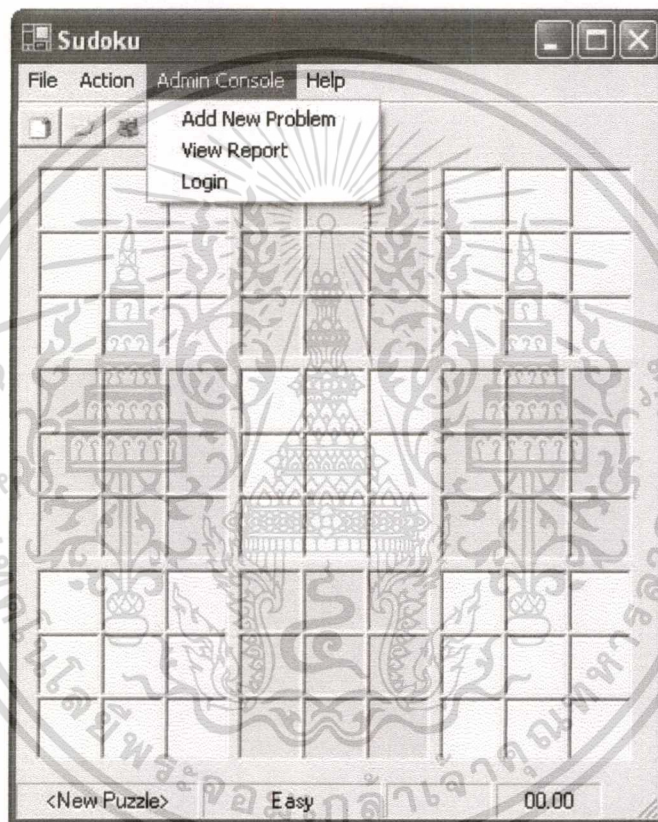 Sudoku
File Action Admin Console Help
Add New Problem
View Report
Login
<New Puzzle> Easy 00.00